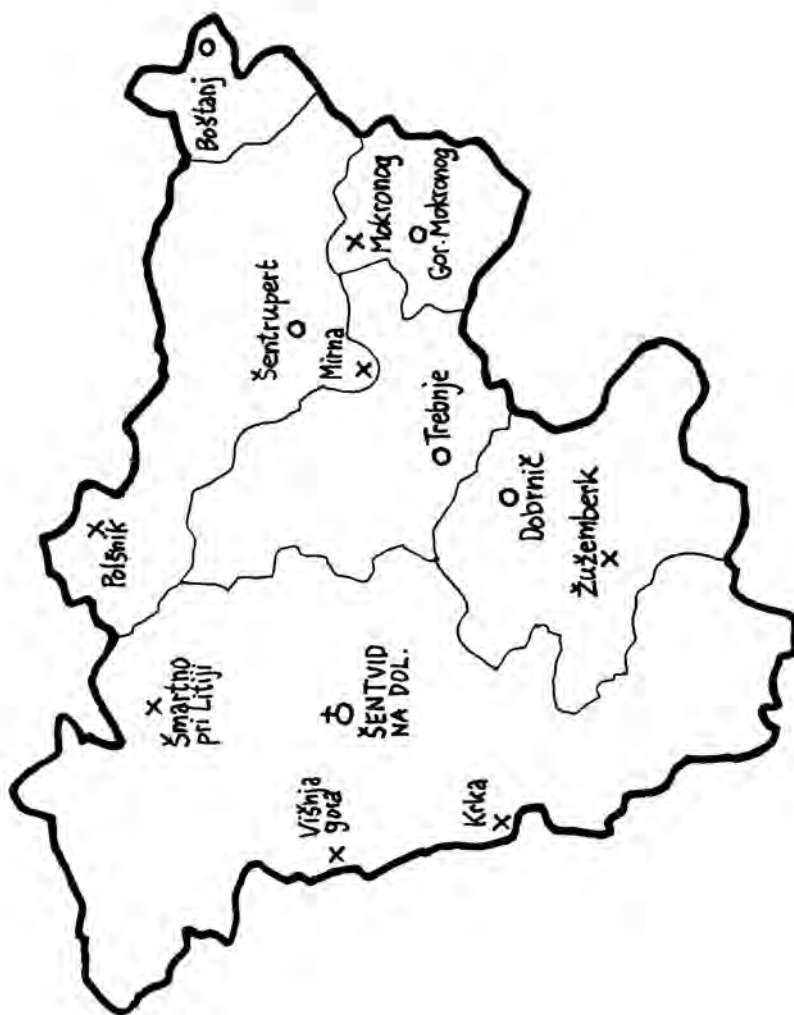 Boštanj
Mokronog
Gor. Mokronog
Šentrupert
Mirna
Trebnje
Polšnik
Dobrnič
Žužemberk
Šmartno
pri Litiji
ŠENTVID
NA DOL.
Višnja
gora
Krka